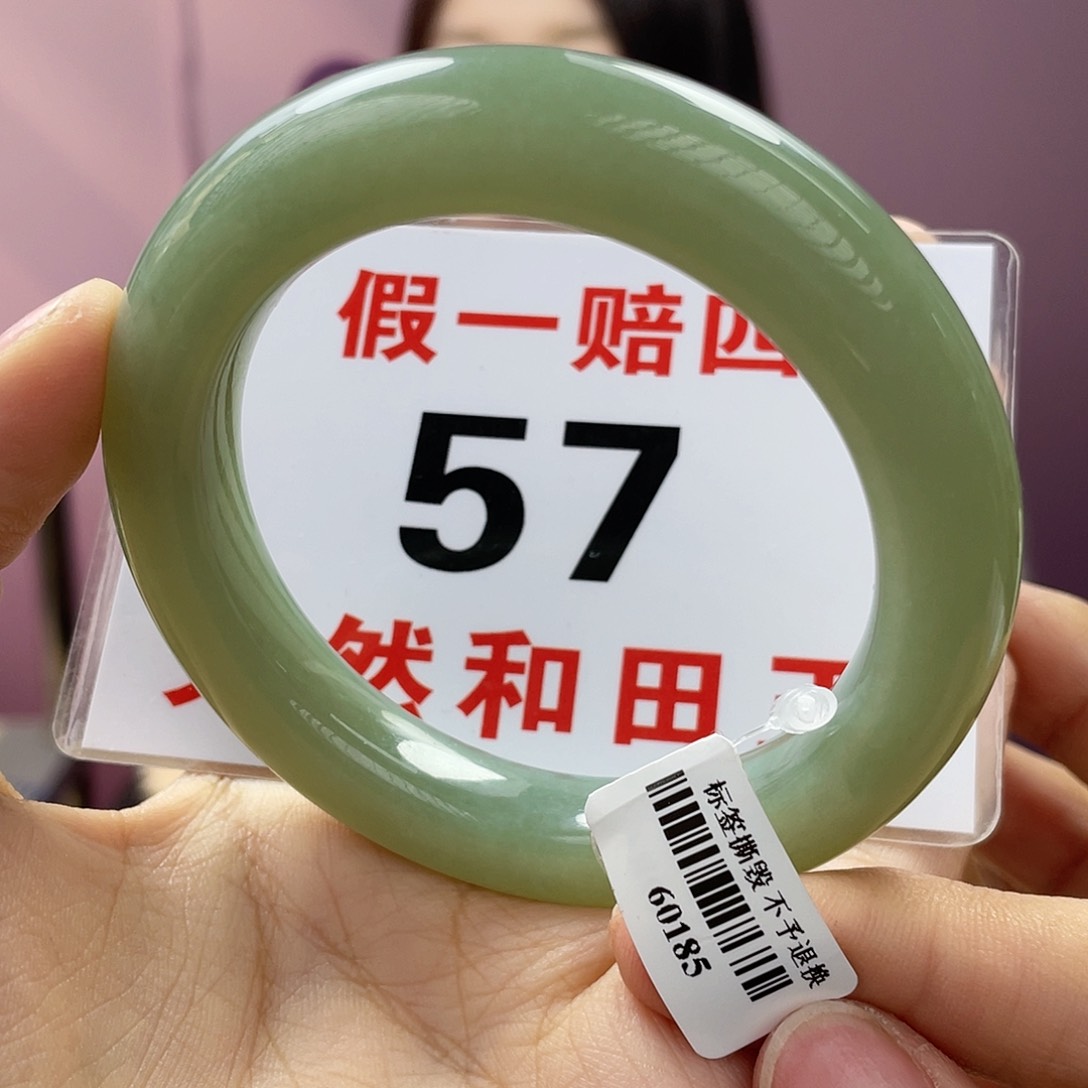 假一赔四
57
然和田
标签撕毁 不予退换
60185